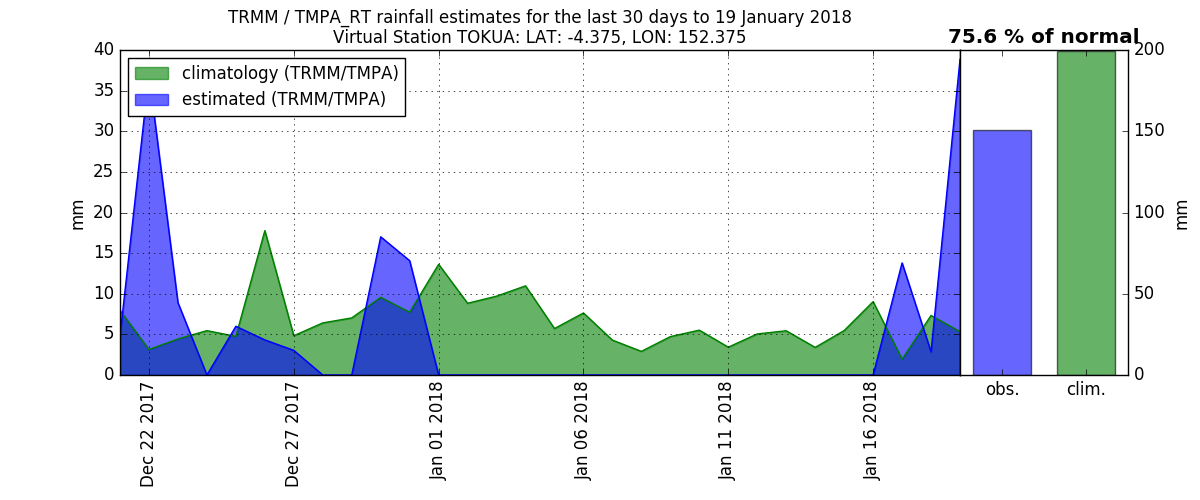 TRMM / TMPA_RT rainfall estimates for the last 30 days to 19 January 2018
Virtual Station TOKUA: LAT: -4.375, LON: 152.375
75.6 % of normal
climatology (TRMM/TMPA)
estimated (TRMM/TMPA)
40
35
30
25
20
15
10
5
0
mm
200
150
100
50
0
mm
obs.
clim.
Dec 22 2017
Dec 27 2017
Jan 01 2018
Jan 06 2018
Jan 11 2018
Jan 16 2018